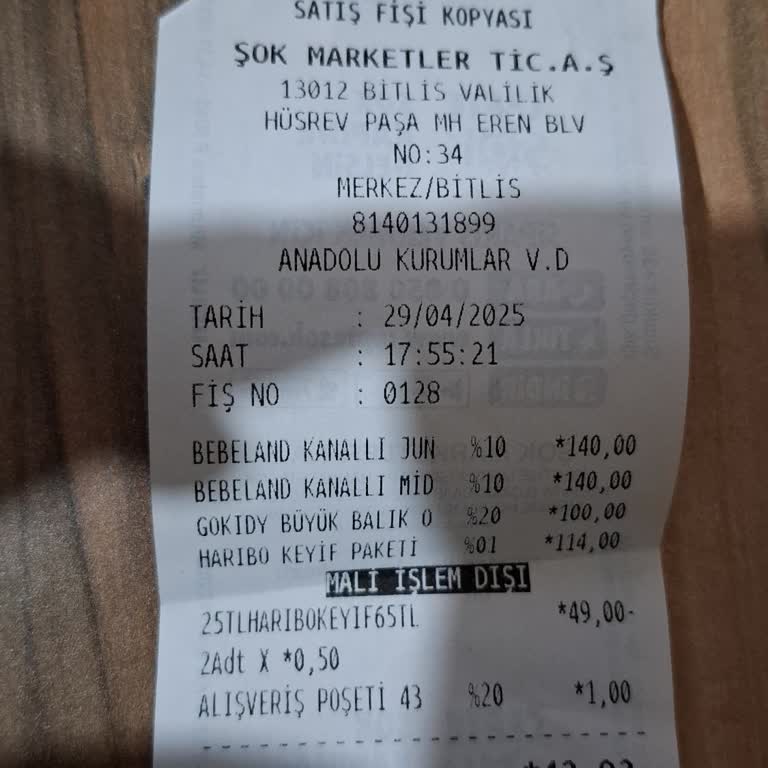 SATIŞ FİŞİ KOPYASI
ŞOK MARKETLER TİC.A.Ş
13012 BİTLİS VALİLİK
HÜSREV PAŞA MH EREN BLV
NO:34
MERKEZ/BİTLİS
8140131899
ANADOLU KURUMLAR V.D
TARİH : 29/04/2025
SAAT : 17:55:21
FİŞ NO : 0128
BEBELAND KANALLI JUN %10 *140,00
BEBELAND KANALLI MİD %10 *140,00
GOKIDY BÜYÜK BALIK O %20 *100,00
HARIBO KEYİF PAKETİ %01 *114,00
MALİ İŞLEM DIŞI
25TLHARIBOKEYIF65TL *49,00-
2Adt X *0,50
ALIŞVERİŞ POŞETİ 43 %20 *1,00